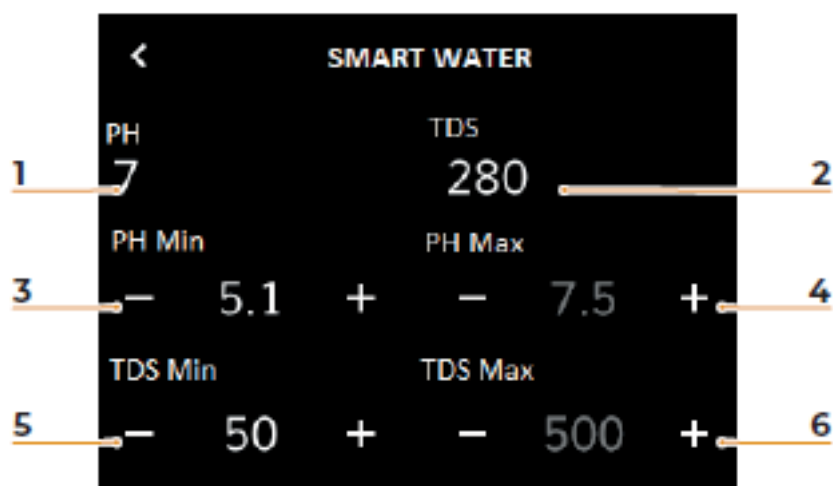 < SMART WATER
PH TDS
1 7 280 2
PH Min PH Max
3 − 5.1 + − 7.5 + 4
TDS Min TDS Max
5 − 50 + − 500 + 6